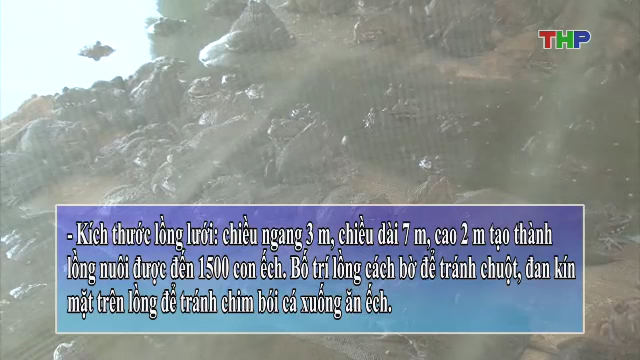 THP
- Kích thước lồng lưới: chiều ngang 3 m, chiều dài 7 m, cao 2 m tạo thành
lồng nuôi được đến 1500 con ếch. Bố trí lồng cách bờ để tránh chuột, đan kín
mặt trên lồng để tránh chim bói cá xuống ăn ếch.